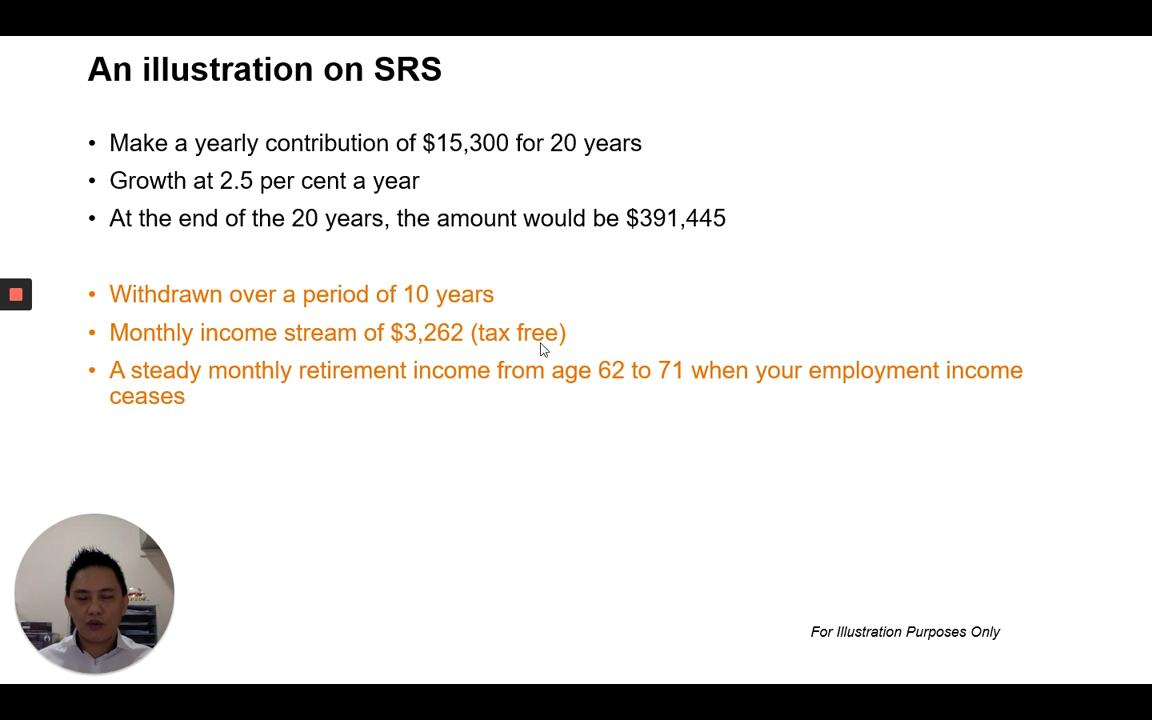 An illustration on SRS
• Make a yearly contribution of $15,300 for 20 years
• Growth at 2.5 per cent a year
• At the end of the 20 years, the amount would be $391,445
• Withdrawn over a period of 10 years
• Monthly income stream of $3,262 (tax free)
• A steady monthly retirement income from age 62 to 71 when your employment income
ceases
For Illustration Purposes Only